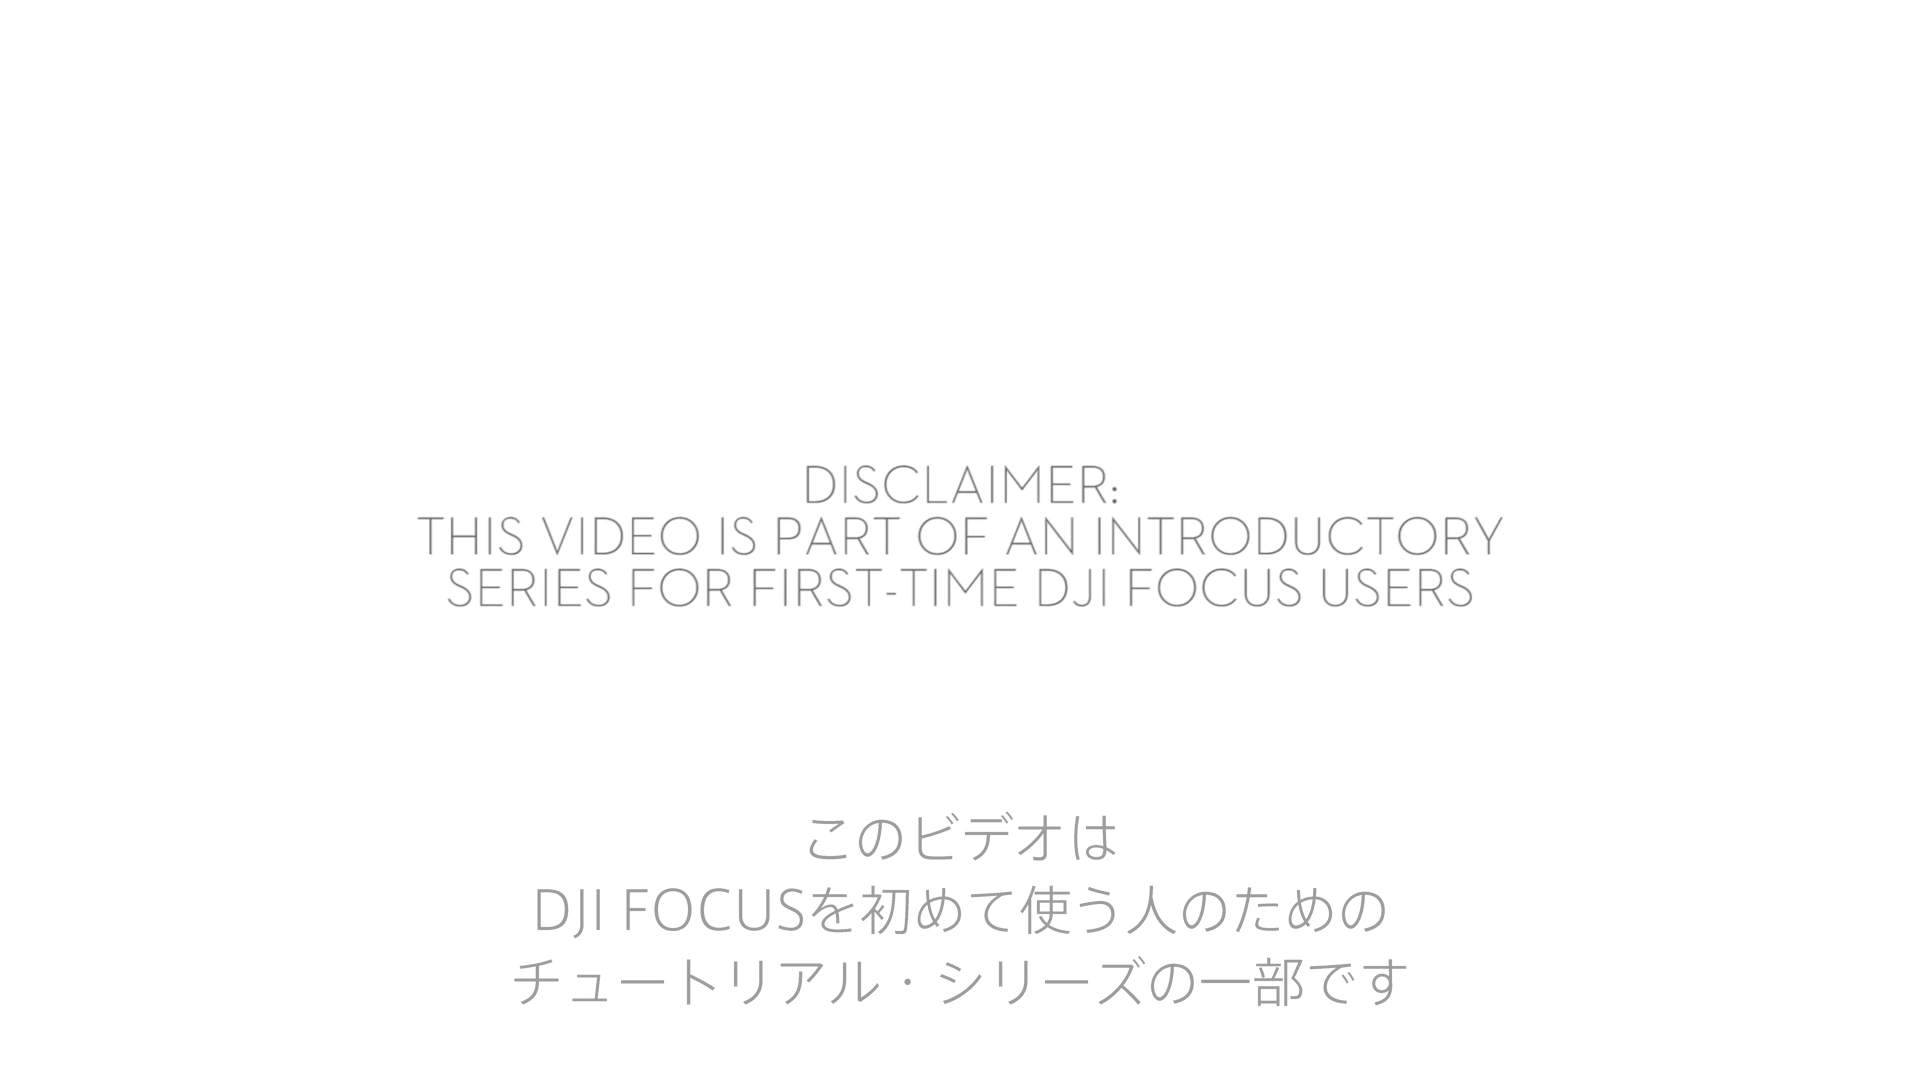 DISCLAIMER:
THIS VIDEO IS PART OF AN INTRODUCTORY
SERIES FOR FIRST-TIME DJI FOCUS USERS
このビデオは
DJI FOCUSを初めて使う人のための
チュートリアル・シリーズの一部です